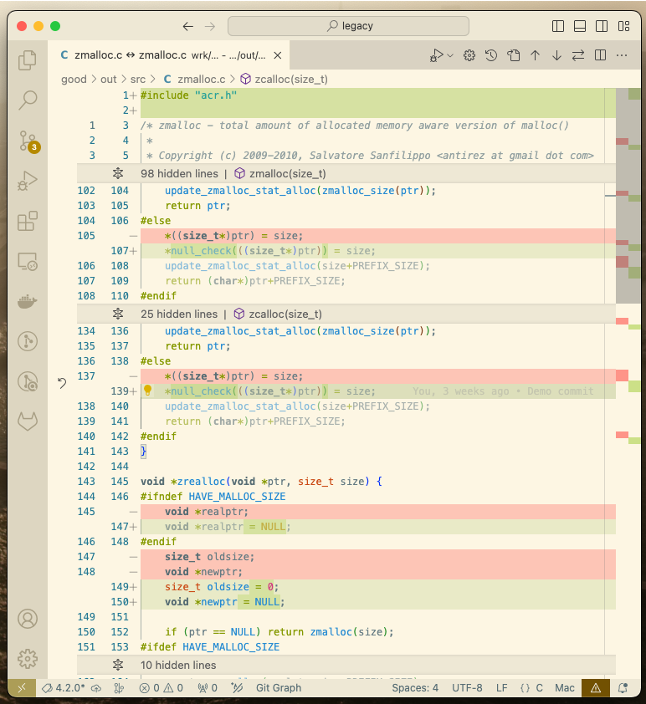 legacy
zmalloc.c ↔ zmalloc.c wrk/... - .../out/...
good > out > src > C zmalloc.c > zcalloc(size_t)
1+ #include "acr.h"
2+
1 3 /* zmalloc - total amount of allocated memory aware version of malloc()
2 4 *
3 5 * Copyright (c) 2009-2010, Salvatore Sanfilippo <antirez at gmail dot com>
98 hidden lines | zmalloc(size_t)
102 104 update_zmalloc_stat_alloc(zmalloc_size(ptr));
103 105 return ptr;
104 106 #else
105 — *((size_t*)ptr) = size;
107+ *null_check(((size_t*)ptr)) = size;
106 108 update_zmalloc_stat_alloc(size+PREFIX_SIZE);
107 109 return (char*)ptr+PREFIX_SIZE;
108 110 #endif
25 hidden lines | zcalloc(size_t)
134 136 update_zmalloc_stat_alloc(zmalloc_size(ptr));
135 137 return ptr;
136 138 #else
137 — *((size_t*)ptr) = size;
139+ *null_check(((size_t*)ptr)) = size; You, 3 weeks ago • Demo commit
138 140 update_zmalloc_stat_alloc(size+PREFIX_SIZE);
139 141 return (char*)ptr+PREFIX_SIZE;
140 142 #endif
141 143 }
142 144
143 145 void *zrealloc(void *ptr, size_t size) {
144 146 #ifndef HAVE_MALLOC_SIZE
145 — void *realptr;
147+ void *realptr = NULL;
146 148 #endif
147 — size_t oldsize;
148 — void *newptr;
149+ size_t oldsize = 0;
150+ void *newptr = NULL;
149 151
150 152 if (ptr == NULL) return zmalloc(size);
151 153 #ifdef HAVE_MALLOC_SIZE
10 hidden lines
4.2.0* 0 0 0 Git Graph Spaces: 4 UTF-8 LF {} C Mac
3